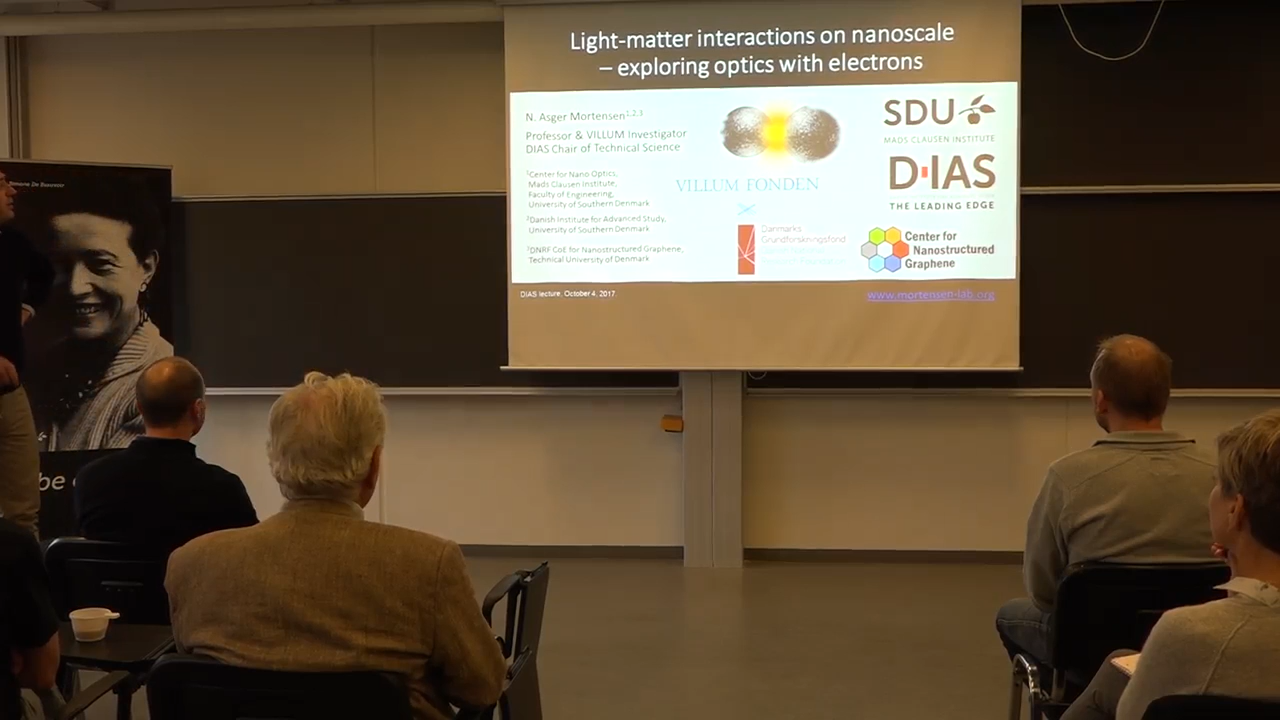 Light-matter interactions on nanoscale
– exploring optics with electrons
N. Asger Mortensen1,2,3
Professor & VILLUM Investigator
DIAS Chair of Technical Science
1Center for Nano Optics,
Mads Clausen Institute,
Faculty of Engineering,
University of Southern Denmark
2Danish Institute for Advanced Study,
University of Southern Denmark
3DNRF CoE for Nanostructured Graphene,
Technical University of Denmark
VILLUM FONDEN
Danmarks
Grundforskningsfond
SDU
MADS CLAUSEN INSTITUTE
D·IAS
THE LEADING EDGE
Center for
Nanostructured
Graphene
DIAS lecture, October 4, 2017
www.mortensen-lab.org
Simone De Beauvoir
be